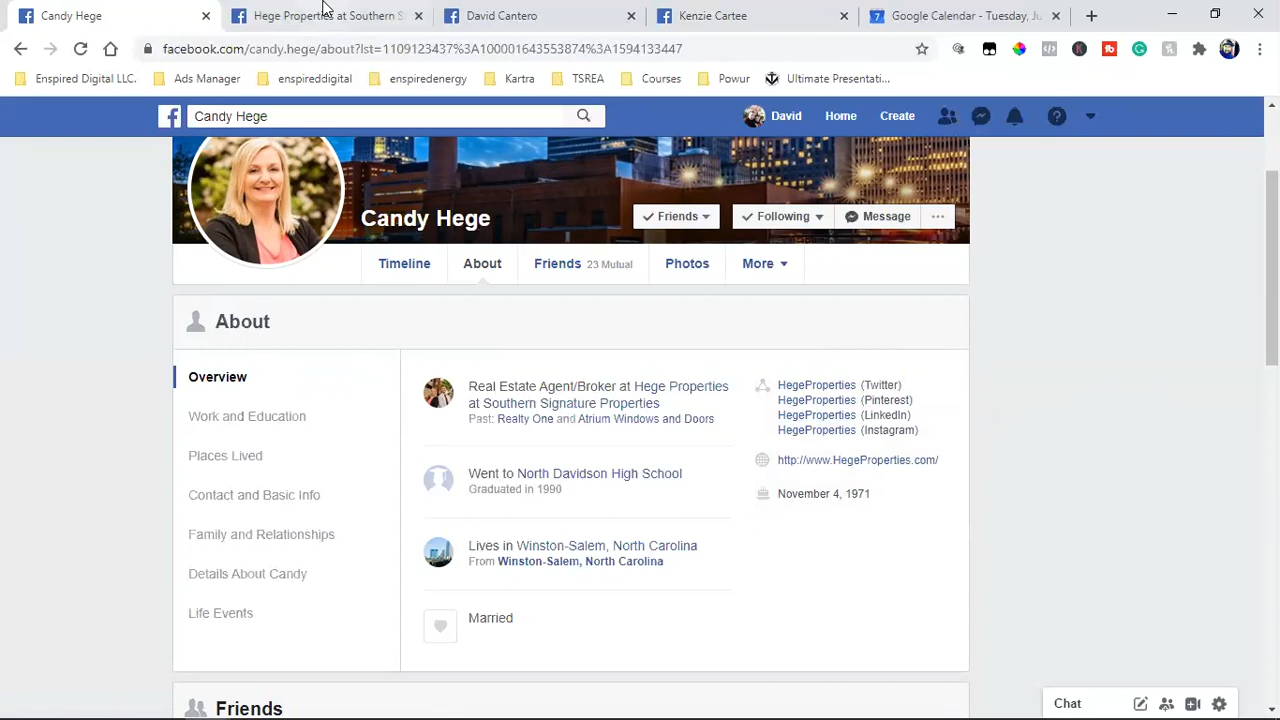 Candy Hege
Hege Properties at Southern S
David Cantero
Kenzie Cartee
7 Google Calendar - Tuesday, Ju
facebook.com/candy.hege/about?lst=1109123437%3A100001643553874%3A1594133447
Enspired Digital LLC.
Ads Manager
enspireddigital
enspiredenergy
Kartra
TSREA
Courses
Powur
Ultimate Presentati...
Candy Hege
David
Home
Create
Candy Hege
Friends
Following
Message
Timeline
About
Friends 23 Mutual
Photos
More
About
Overview
Work and Education
Places Lived
Contact and Basic Info
Family and Relationships
Details About Candy
Life Events
Real Estate Agent/Broker at Hege Properties
at Southern Signature Properties
Past: Realty One and Atrium Windows and Doors
Went to North Davidson High School
Graduated in 1990
Lives in Winston-Salem, North Carolina
From Winston-Salem, North Carolina
Married
HegeProperties (Twitter)
HegeProperties (Pinterest)
HegeProperties (LinkedIn)
HegeProperties (Instagram)
http://www.HegeProperties.com/
November 4, 1971
Friends
Chat